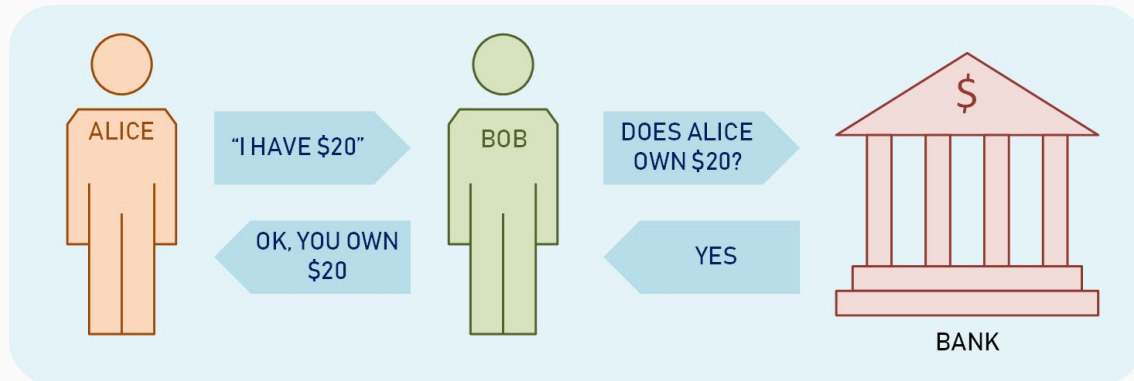 ALICE
"I HAVE $20"
BOB
DOES ALICE
OWN $20?
$
OK, YOU OWN
$20
YES
BANK